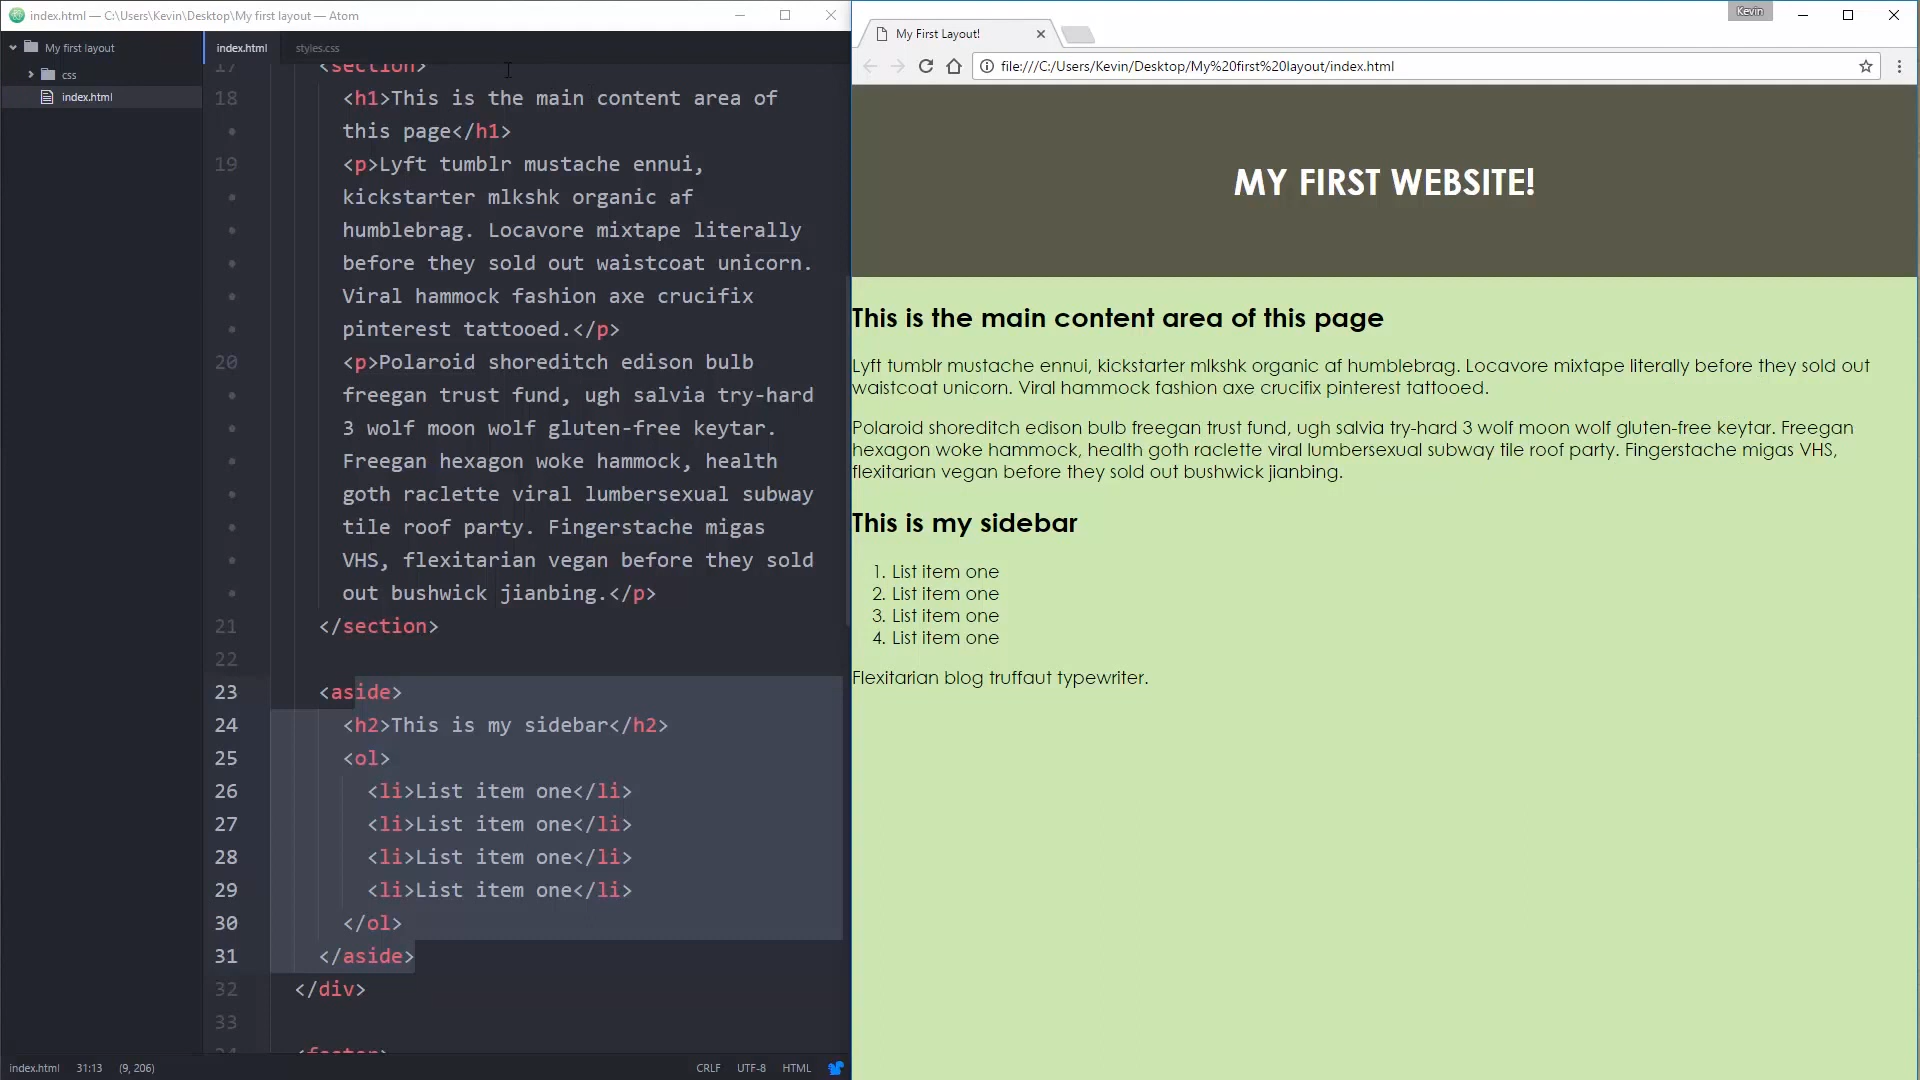 index.html — C:\Users\Kevin\Desktop\My first layout — Atom
My first layout
css
index.html
index.html
styles.css
17 <section>
18 <h1>This is the main content area of
this page</h1>
19 <p>Lyft tumblr mustache ennui,
kickstarter mlkshk organic af
humblebrag. Locavore mixtape literally
before they sold out waistcoat unicorn.
Viral hammock fashion axe crucifix
pinterest tattooed.</p>
20 <p>Polaroid shoreditch edison bulb
freegan trust fund, ugh salvia try-hard
3 wolf moon wolf gluten-free keytar.
Freegan hexagon woke hammock, health
goth raclette viral lumbersexual subway
tile roof party. Fingerstache migas
VHS, flexitarian vegan before they sold
out bushwick jianbing.</p>
21 </section>
22
23 <aside>
24 <h2>This is my sidebar</h2>
25 <ol>
26 <li>List item one</li>
27 <li>List item one</li>
28 <li>List item one</li>
29 <li>List item one</li>
30 </ol>
31 </aside>
32 </div>
33
34 <footer>
index.html 31:13 (9, 206) CRLF UTF-8 HTML
Kevin
My First Layout!
file:///C:/Users/Kevin/Desktop/My%20first%20layout/index.html
MY FIRST WEBSITE!
This is the main content area of this page
Lyft tumblr mustache ennui, kickstarter mlkshk organic af humblebrag. Locavore mixtape literally before they sold out
waistcoat unicorn. Viral hammock fashion axe crucifix pinterest tattooed.
Polaroid shoreditch edison bulb freegan trust fund, ugh salvia try-hard 3 wolf moon wolf gluten-free keytar. Freegan
hexagon woke hammock, health goth raclette viral lumbersexual subway tile roof party. Fingerstache migas VHS,
flexitarian vegan before they sold out bushwick jianbing.
This is my sidebar
1. List item one
2. List item one
3. List item one
4. List item one
Flexitarian blog truffaut typewriter.